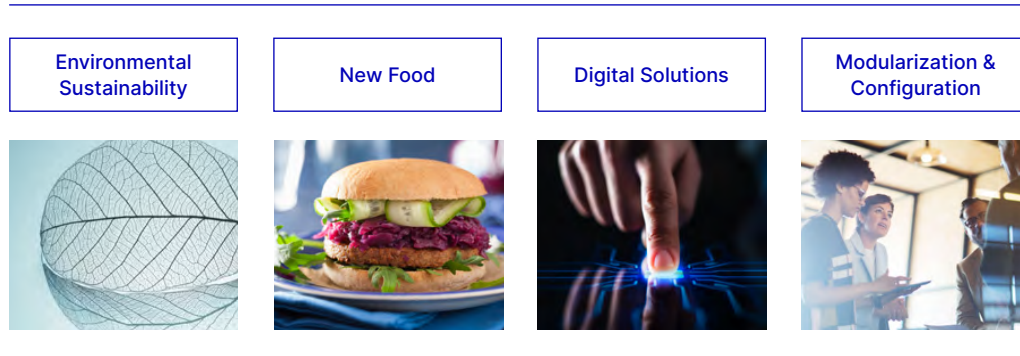 Environmental
Sustainability
New Food
Digital Solutions
Modularization &
Configuration